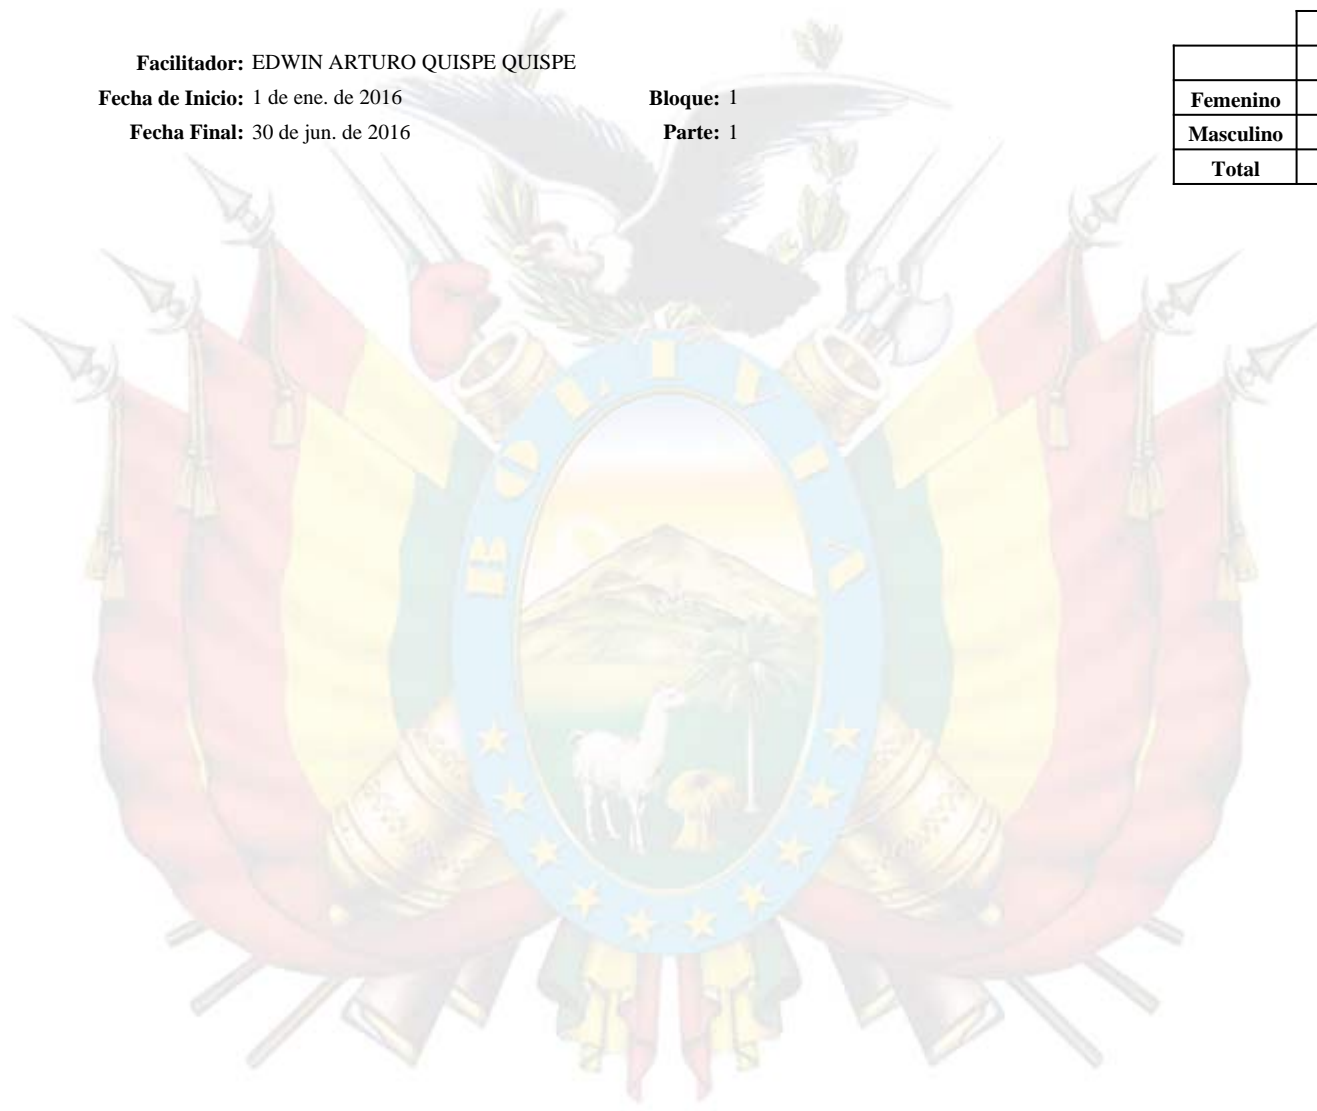 Facilitador: EDWIN ARTURO QUISPE QUISPE
Fecha de Inicio: 1 de ene. de 2016 Bloque: 1
Fecha Final: 30 de jun. de 2016 Parte: 1
Femenino
Masculino
Total
BOLIVIA